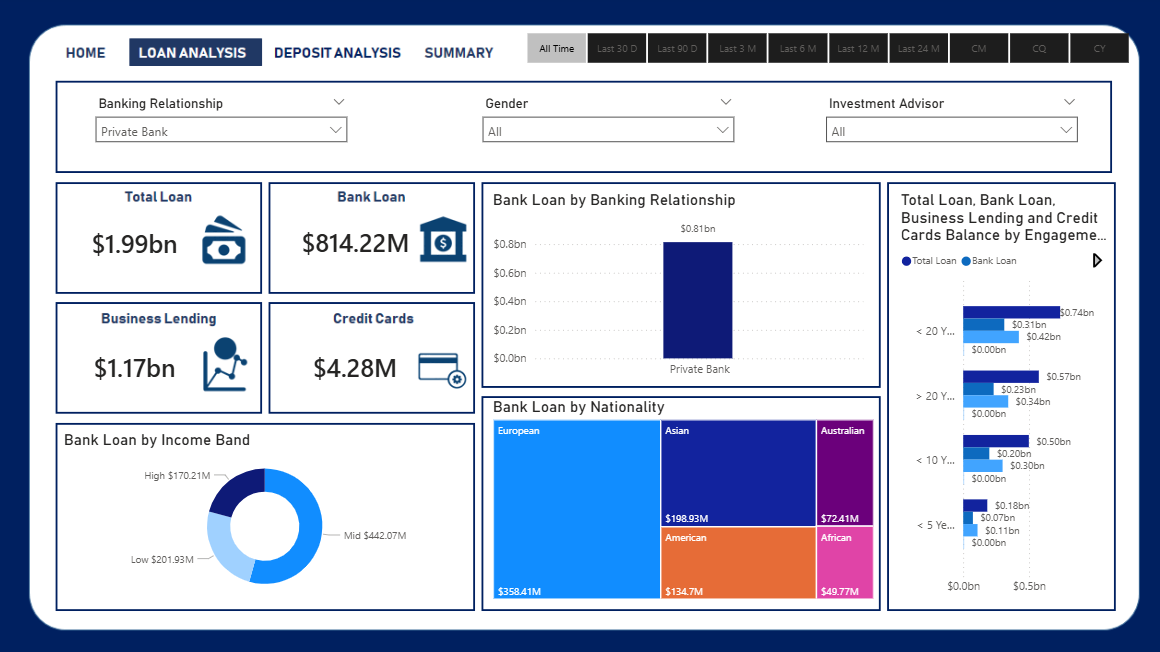 HOME
LOAN ANALYSIS
DEPOSIT ANALYSIS
SUMMARY
All Time
Last 30 D
Last 90 D
Last 3 M
Last 6 M
Last 12 M
Last 24 M
CM
CQ
CY
Banking Relationship
Private Bank
Gender
All
Investment Advisor
All
Total Loan
$1.99bn
Bank Loan
$814.22M
Business Lending
$1.17bn
Credit Cards
$4.28M
Bank Loan by Income Band
High $170.21M
Mid $442.07M
Low $201.93M
Bank Loan by Banking Relationship
$0.81bn
$0.8bn
$0.6bn
$0.4bn
$0.2bn
$0.0bn
Private Bank
Bank Loan by Nationality
European
$358.41M
Asian
$198.93M
American
$134.7M
Australian
$72.41M
African
$49.77M
Total Loan, Bank Loan,
Business Lending and Credit
Cards Balance by Engageme...
Total Loan
Bank Loan
< 20 Y...
$0.74bn
$0.31bn
$0.42bn
$0.00bn
> 20 Y...
$0.57bn
$0.23bn
$0.34bn
$0.00bn
< 10 Y...
$0.50bn
$0.20bn
$0.30bn
$0.00bn
< 5 Ye...
$0.18bn
$0.07bn
$0.11bn
$0.00bn
$0.0bn
$0.5bn